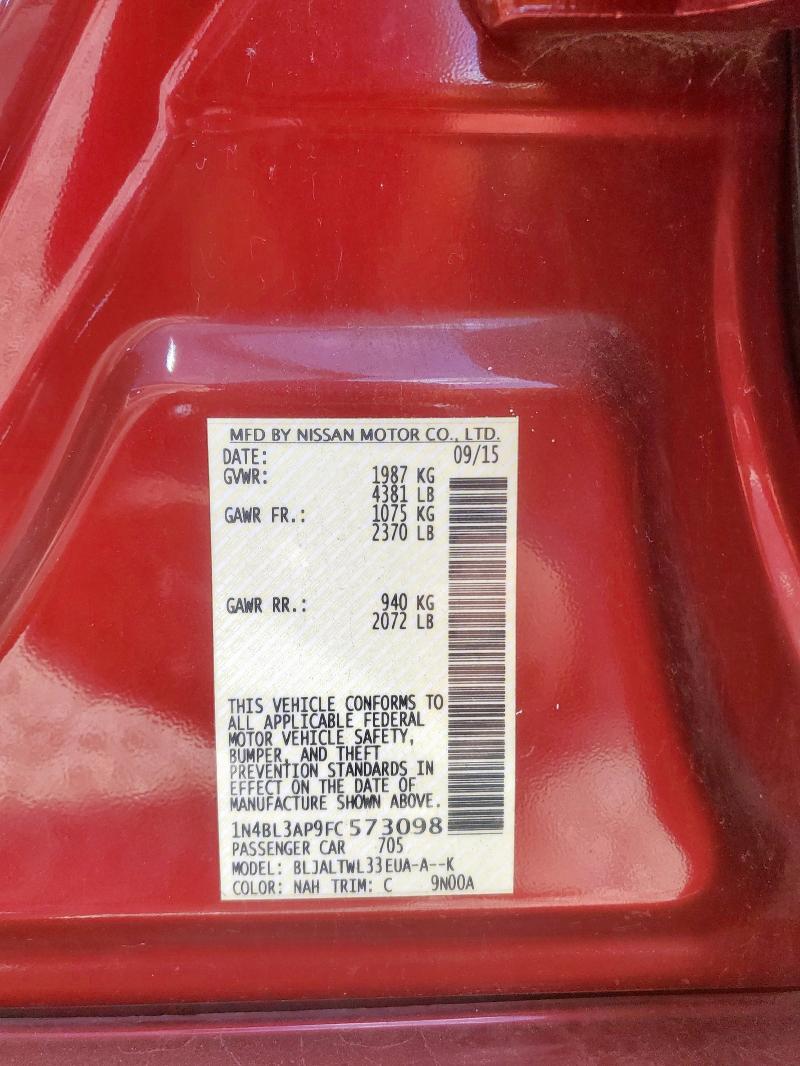 MFD BY NISSAN MOTOR CO., LTD.
DATE: 09/15
GVWR: 1987 KG
4381 LB
GAWR FR.: 1075 KG
2370 LB
GAWR RR.: 940 KG
2072 LB
THIS VEHICLE CONFORMS TO
ALL APPLICABLE FEDERAL
MOTOR VEHICLE SAFETY,
BUMPER, AND THEFT
PREVENTION STANDARDS IN
EFFECT ON THE DATE OF
MANUFACTURE SHOWN ABOVE.
1N4BL3AP9FC573098
PASSENGER CAR 705
MODEL: BLJALTWL33EUA-A--K
COLOR: NAH TRIM: C 9N00A